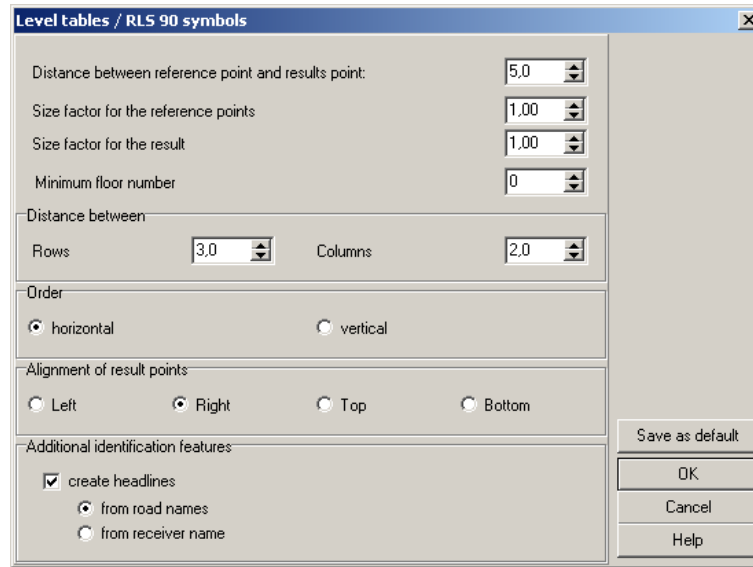 Level tables / RLS 90 symbols
Distance between reference point and results point: 5,0
Size factor for the reference points 1,00
Size factor for the result 1,00
Minimum floor number 0
Distance between
Rows 3,0 Columns 2,0
Order
horizontal vertical
Alignment of result points
Left Right Top Bottom
Additional identification features
create headlines
from road names
from receiver name
Save as default
OK
Cancel
Help